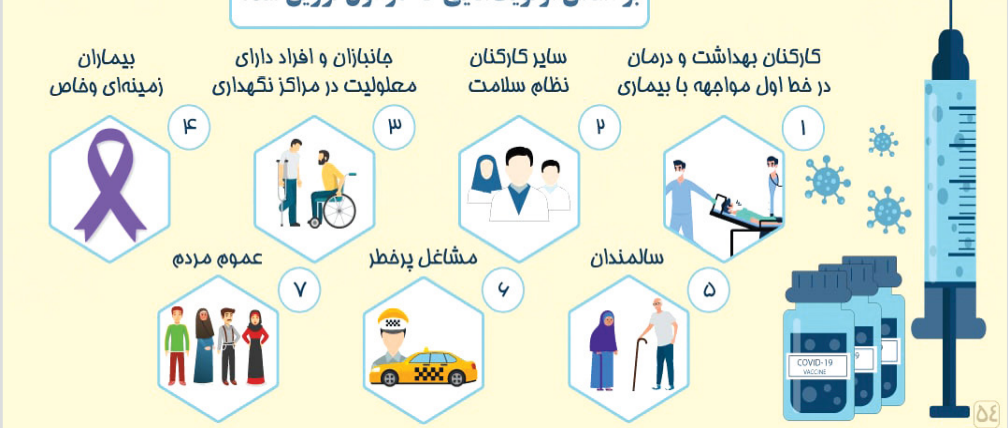 کارکنان بهداشت و درمان
در خط اول مواجهه با بیماری
۱
سایر کارکنان
نظام سلامت
۲
جانبازان و افراد دارای
معلولیت در مراکز نگهداری
۳
بیماران
زمینه‌ای وخاص
۴
سالمندان
۵
مشاغل پرخطر
۶
عموم مردم
۷
COVID-19
VACCINE
9
۵۴